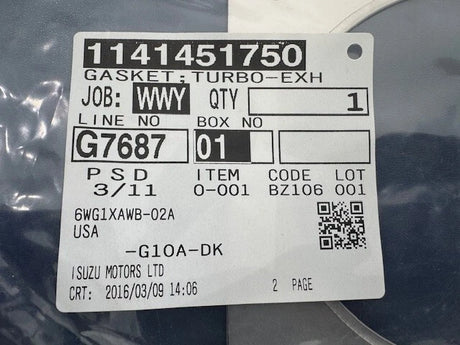 1141451750
GASKET;TURBO-EXH
JOB: WWY QTY 1
LINE NO BOX NO
G7687 01
PSD ITEM CODE LOT
3/11 0-001 BZ106 001
6WG1XAWB-02A
USA
-G10A-DK
ISUZU MOTORS LTD
CRT: 2016/03/09 14:06 2 PAGE